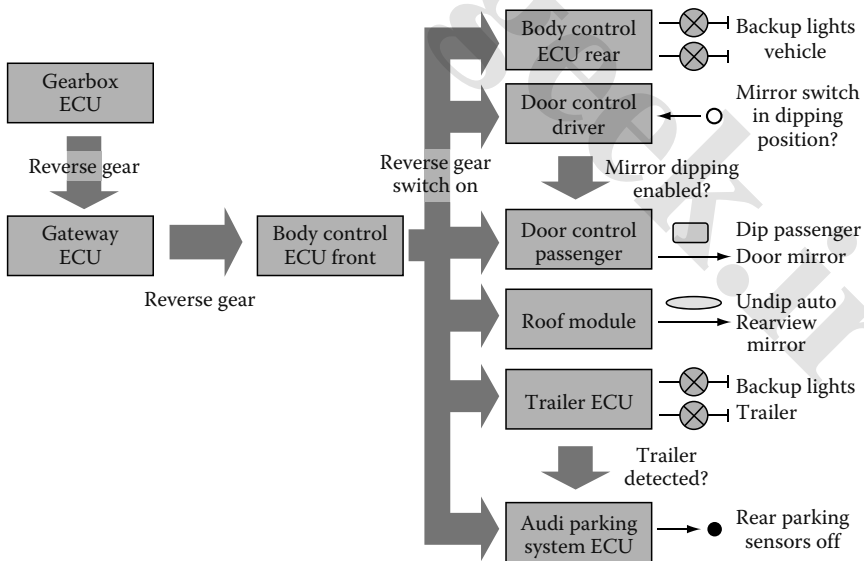 Gearbox
ECU
Reverse gear
Gateway
ECU
Reverse gear
Body control
ECU front
Reverse gear
switch on
Body control
ECU rear
Backup lights
vehicle
Door control
driver
Mirror switch
in dipping
position?
Mirror dipping
enabled?
Door control
passenger
Dip passenger
Door mirror
Roof module
Undip auto
Rearview
mirror
Trailer ECU
Backup lights
Trailer
Trailer
detected?
Audi parking
system ECU
Rear parking
sensors off
geek.ir